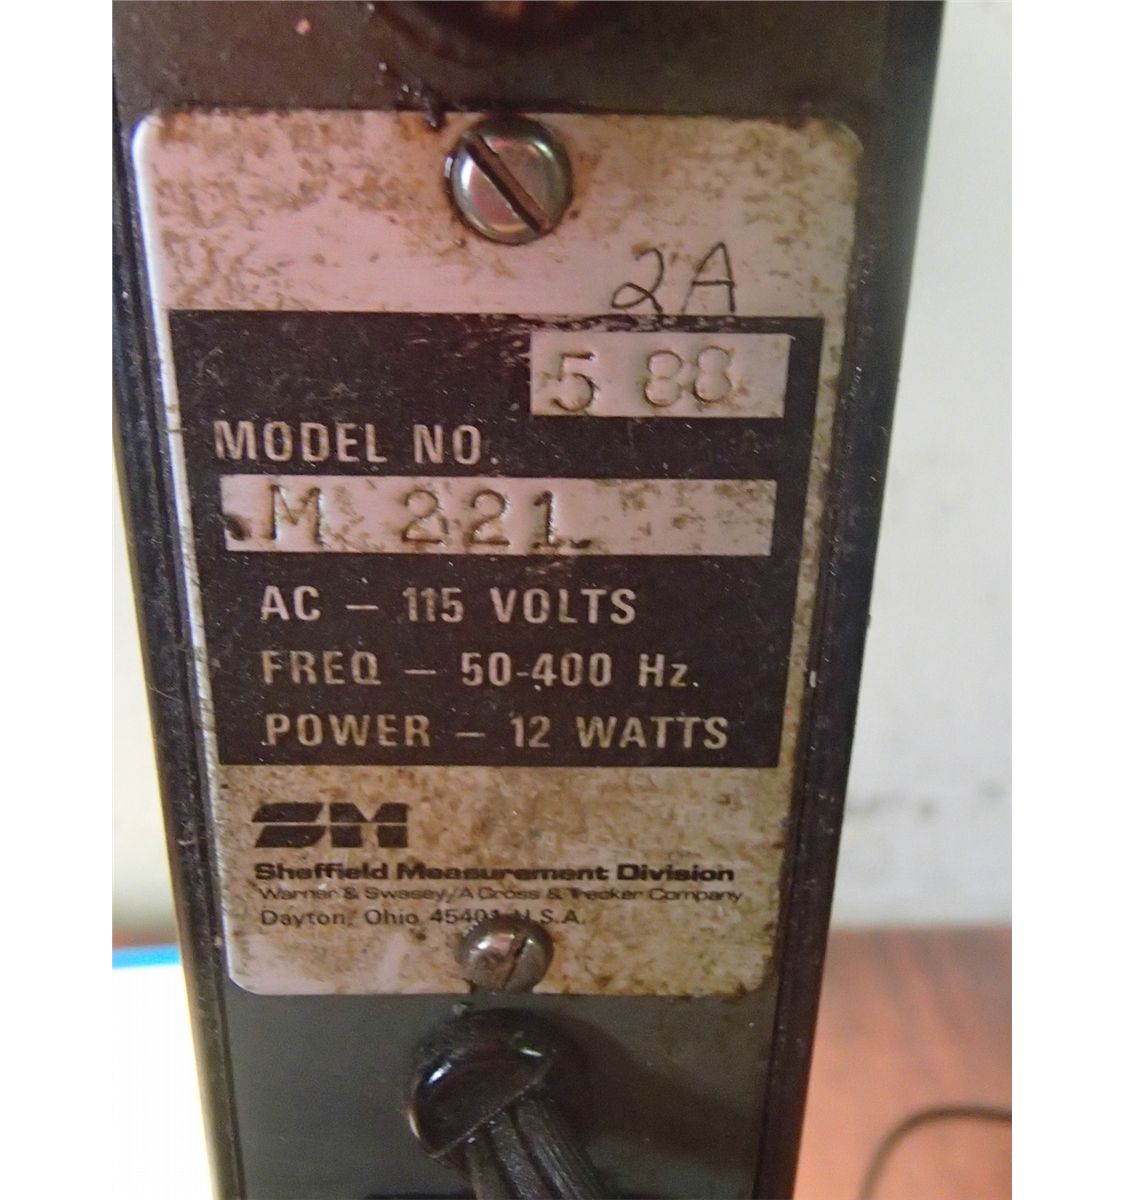 2A
5 88
MODEL NO.
M 221
AC – 115 VOLTS
FREQ – 50-400 Hz.
POWER – 12 WATTS
SM
Sheffield Measurement Division
Warner & Swasey/A Cross & Trecker Company
Dayton, Ohio 45401 U.S.A.